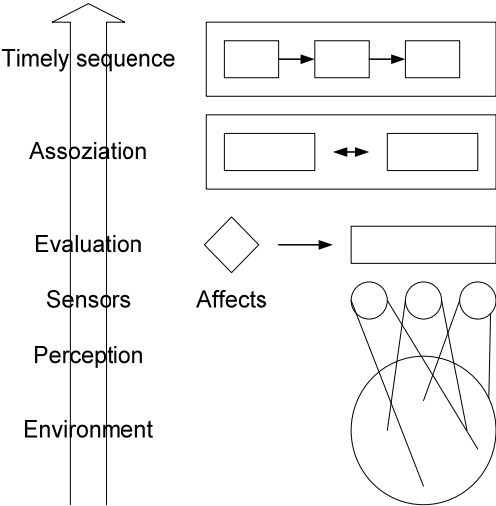 Timely sequence
Assoziation
Evaluation
Sensors
Affects
Perception
Environment